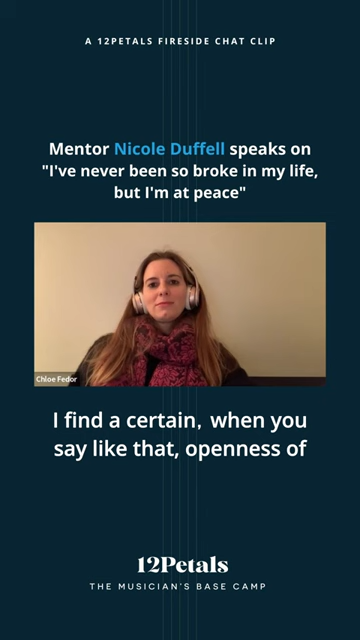 A 12PETALS FIRESIDE CHAT CLIP
Mentor Nicole Duffell speaks on
"I've never been so broke in my life,
but I'm at peace"
Chloe Fedor
I find a certain, when you
say like that, openness of
12Petals
THE MUSICIAN'S BASE CAMP